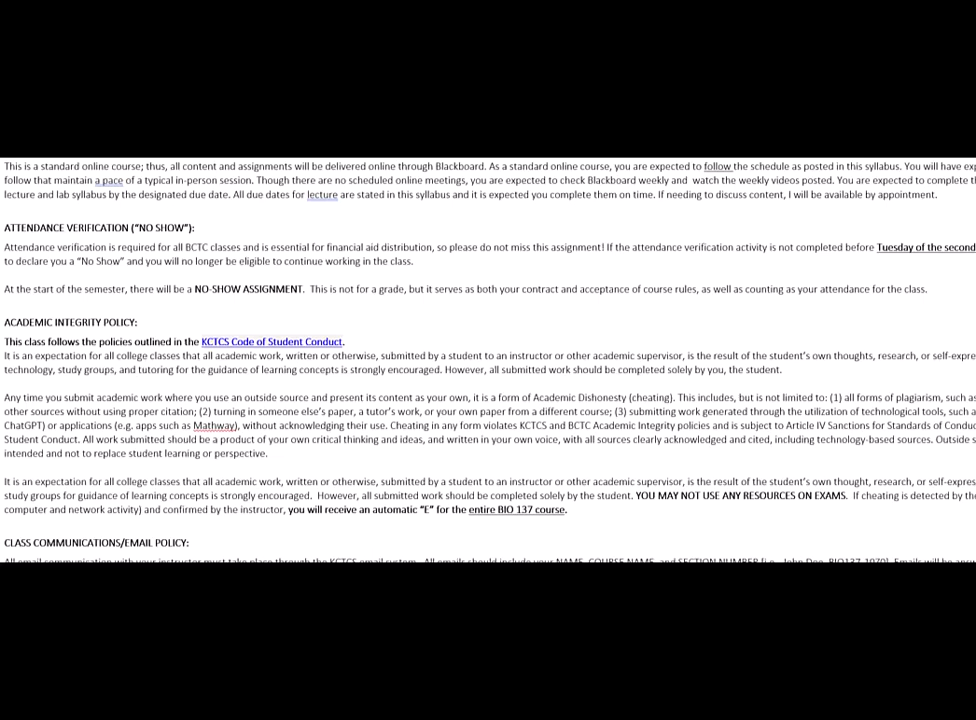 This is a standard online course; thus, all content and assignments will be delivered online through Blackboard. As a standard online course, you are expected to follow the schedule as posted in this syllabus. You will have
follow that maintain a pace of a typical in-person session. Though there are no scheduled online meetings, you are expected to check Blackboard weekly and watch the weekly videos posted. You are expected to complete
lecture and lab syllabus by the designated due date. All due dates for lecture are stated in this syllabus and it is expected you complete them on time. If needing to discuss content, I will be available by appointment.
ATTENDANCE VERIFICATION ("NO SHOW"):
Attendance verification is required for all BCTC classes and is essential for financial aid distribution, so please do not miss this assignment! If the attendance verification activity is not completed before Tuesday of the second
to declare you a "No Show" and you will no longer be eligible to continue working in the class.
At the start of the semester, there will be a NO-SHOW ASSIGNMENT. This is not for a grade, but it serves as both your contract and acceptance of course rules, as well as counting as your attendance for the class.
ACADEMIC INTEGRITY POLICY:
This class follows the policies outlined in the KCTCS Code of Student Conduct.
It is an expectation for all college classes that all academic work, written or otherwise, submitted by a student to an instructor or other academic supervisor, is the result of the student's own thoughts, research, or
technology, study groups, and tutoring for the guidance of learning concepts is strongly encouraged. However, all submitted work should be completed solely by you, the student.
Any time you submit academic work where you use an outside source and present its content as your own, it is a form of Academic Dishonesty (cheating). This includes, but is not limited to: (1) all forms of plagiarism, such
other sources without using proper citation; (2) turning in someone else's paper, a tutor's work, or your own paper from a different course; (3) submitting work generated through the utilization of technological tools, such
ChatGPT) or applications (e.g. apps such as Mathway), without acknowledging their use. Cheating in any form violates KCTCS and BCTC Academic Integrity policies and is subject to Article IV Sanctions for Standards of
Student Conduct. All work submitted should be a product of your own critical thinking and ideas, and written in your own voice, with all sources clearly acknowledged and cited, including technology-based sources. Outside
intended and not to replace student learning or perspective.
It is an expectation for all college classes that all academic work, written or otherwise, submitted by a student to an instructor or other academic supervisor, is the result of the student's own thought, research, or
study groups for guidance of learning concepts is strongly encouraged. However, all submitted work should be completed solely by the student. YOU MAY NOT USE ANY RESOURCES ON EXAMS. If cheating is detected by
computer and network activity) and confirmed by the instructor, you will receive an automatic "E" for the entire BIO 137 course.
CLASS COMMUNICATIONS/EMAIL POLICY:
All email communication with your instructor must take place through the KCTCS email system. All emails should include your NAME, COURSE NAME, and SECTION NUMBER